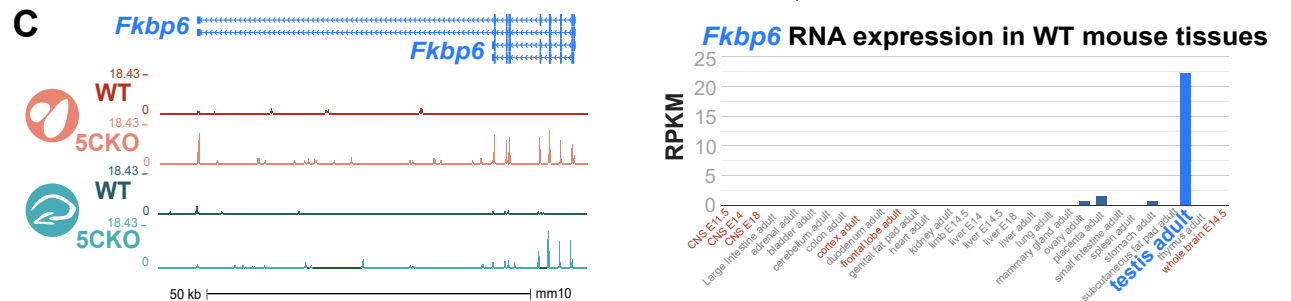 C
Fkbp6
Fkbp6
18.43
WT
0
18.43
5CKO
0
18.43
WT
0
18.43
5CKO
0
50 kb
mm10
Fkbp6 RNA expression in WT mouse tissues
RPKM
25
20
15
10
5
0
CNS E11.5
CNS E14
CNS E18
Large Intestine adult
adrenal adult
bladder adult
cerebellum adult
colon adult
cortex adult
duodenum adult
frontal lobe adult
genital fat pad adult
heart adult
kidney adult
limb E14.5
liver E14
liver E14.5
liver E18
liver adult
lung adult
mammary gland adult
ovary adult
placenta adult
small intestine adult
spleen adult
stomach adult
subcutaneous fat pad adult
testis adult
thymus adult
whole brain E14.5